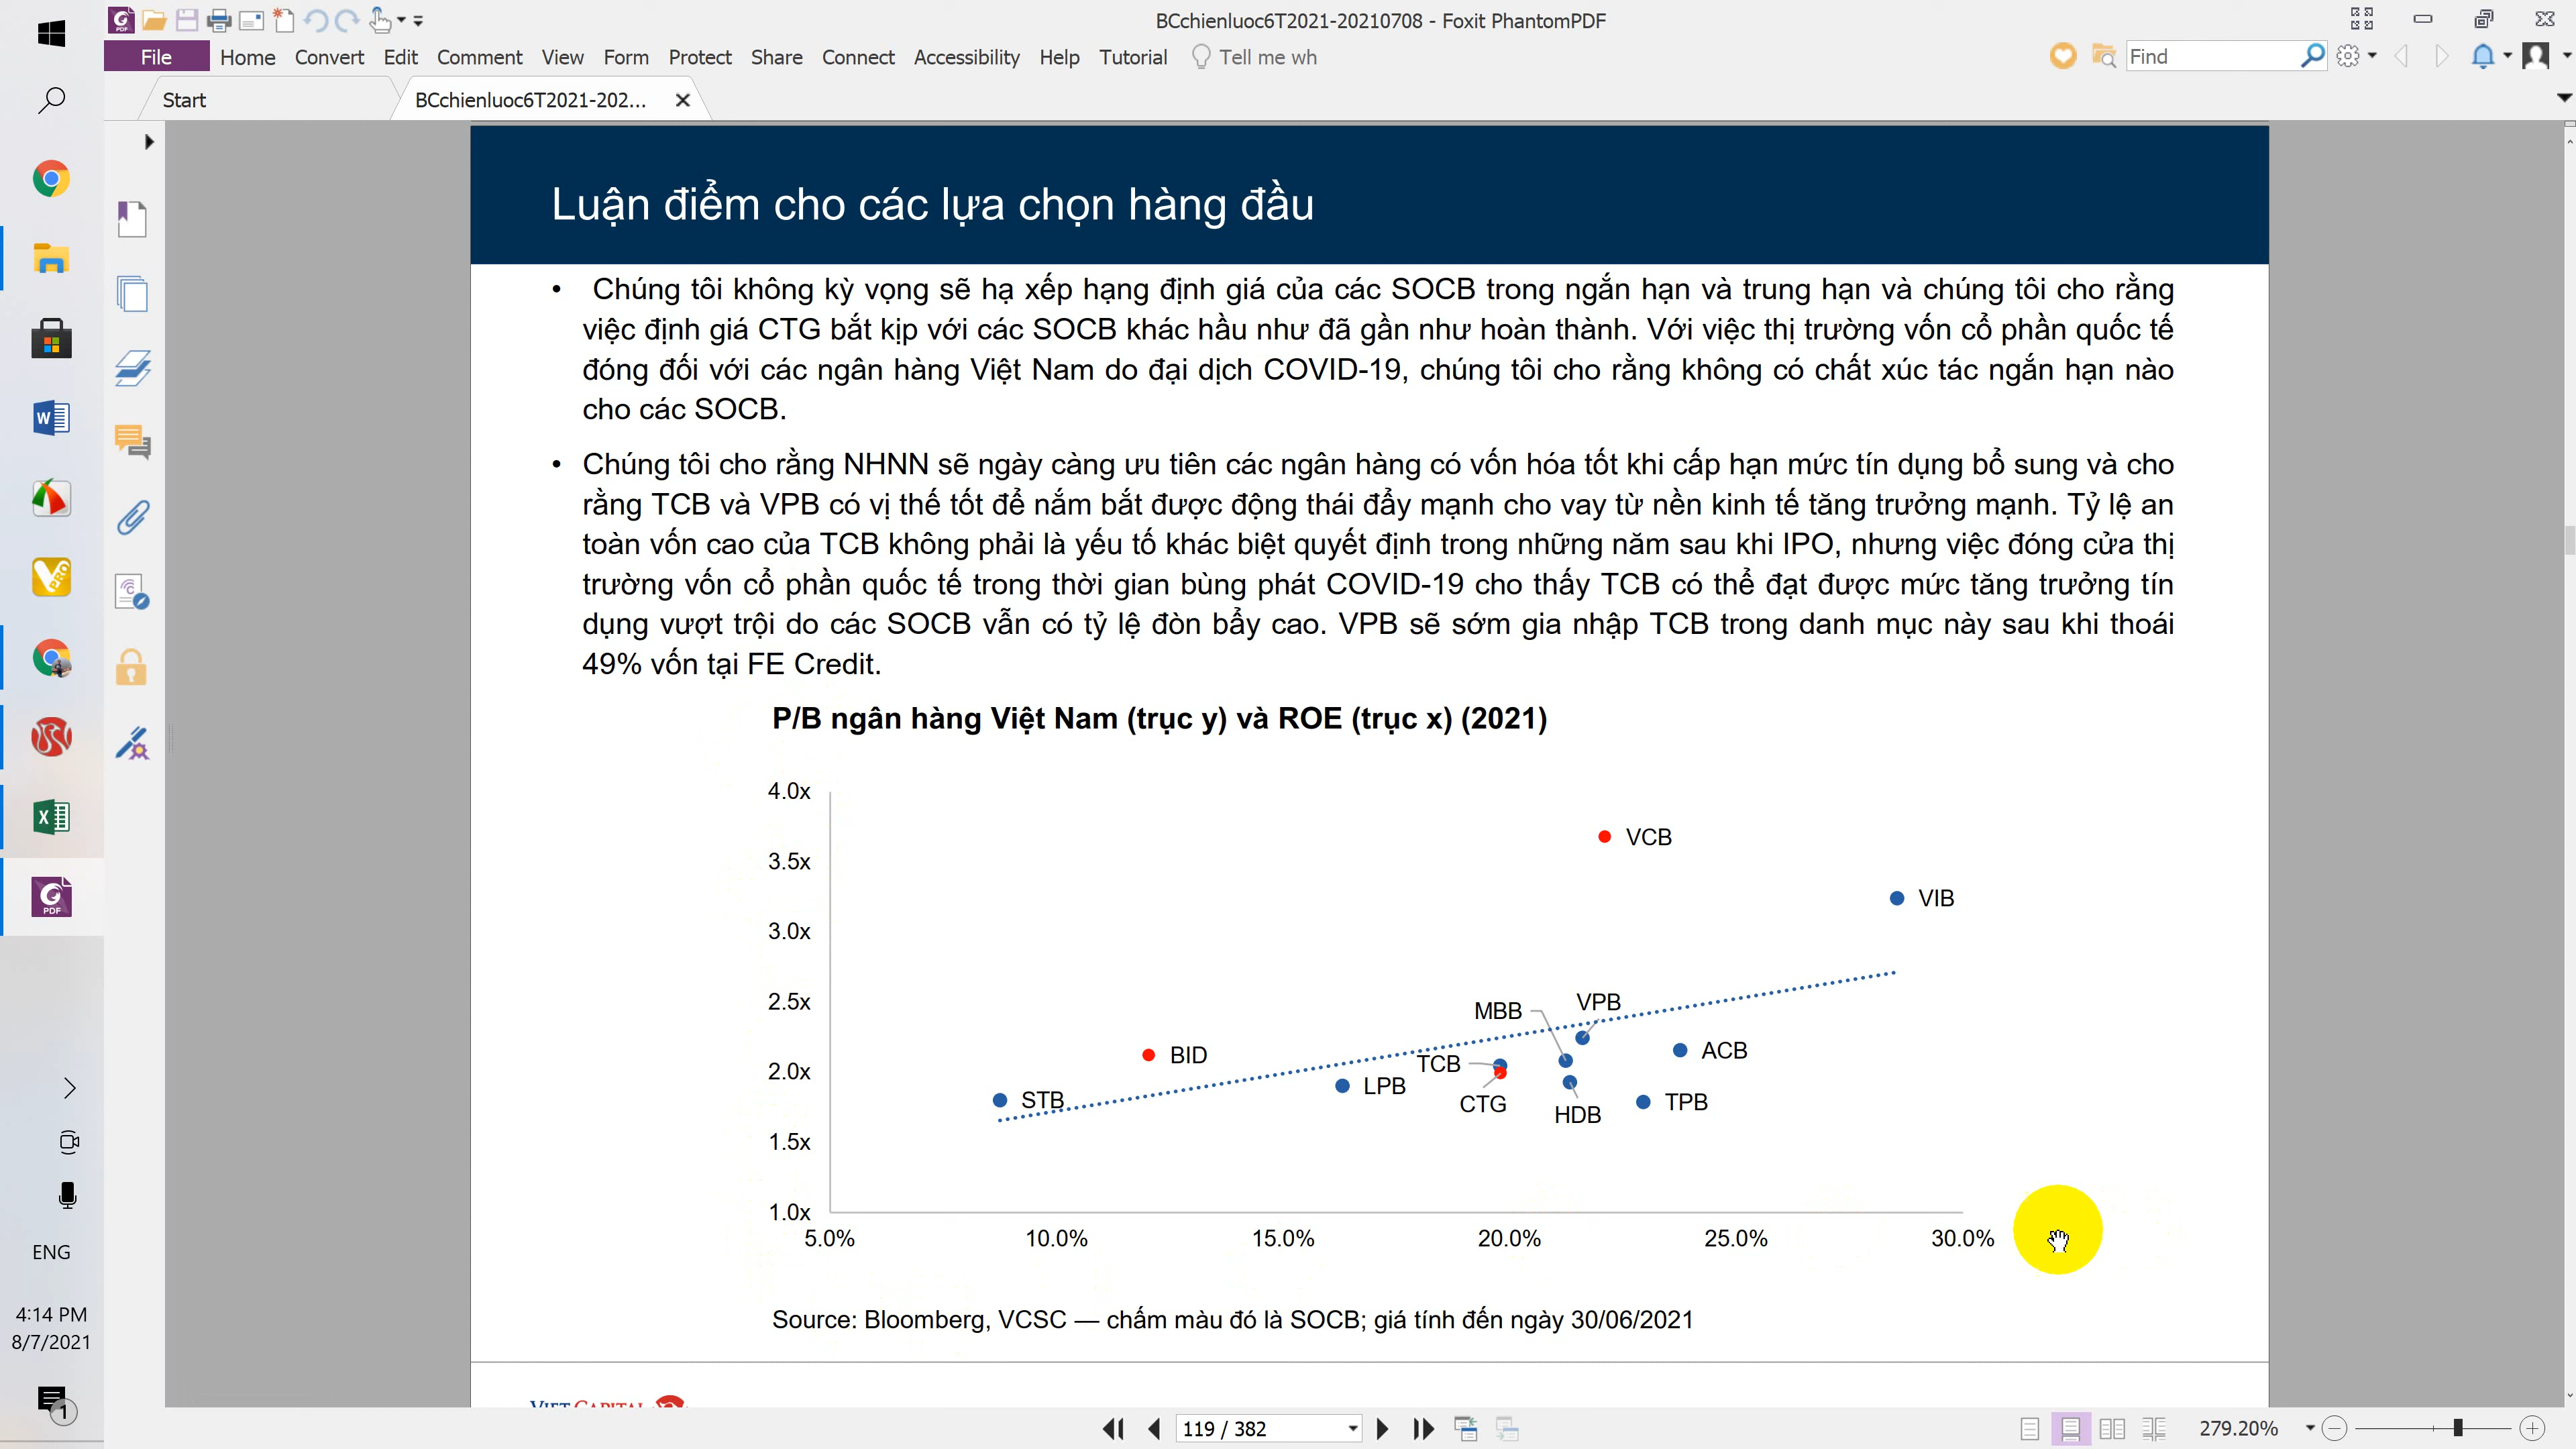 BCchienluoc6T2021-20210708 - Foxit PhantomPDF
File Home Convert Edit Comment View Form Protect Share Connect Accessibility Help Tutorial Tell me wh Find
Start BCchienluoc6T2021-202...
Luận điểm cho các lựa chọn hàng đầu
• Chúng tôi không kỳ vọng sẽ hạ xếp hạng định giá của các SOCB trong ngắn hạn và trung hạn và chúng tôi cho rằng
việc định giá CTG bắt kịp với các SOCB khác hầu như đã gần như hoàn thành. Với việc thị trường vốn cổ phần quốc tế
đóng đối với các ngân hàng Việt Nam do đại dịch COVID-19, chúng tôi cho rằng không có chất xúc tác ngắn hạn nào
cho các SOCB.
• Chúng tôi cho rằng NHNN sẽ ngày càng ưu tiên các ngân hàng có vốn hóa tốt khi cấp hạn mức tín dụng bổ sung và cho
rằng TCB và VPB có vị thế tốt để nắm bắt được động thái đẩy mạnh cho vay từ nền kinh tế tăng trưởng mạnh. Tỷ lệ an
toàn vốn cao của TCB không phải là yếu tố khác biệt quyết định trong những năm sau khi IPO, nhưng việc đóng cửa thị
trường vốn cổ phần quốc tế trong thời gian bùng phát COVID-19 cho thấy TCB có thể đạt được mức tăng trưởng tín
dụng vượt trội do các SOCB vẫn có tỷ lệ đòn bẩy cao. VPB sẽ sớm gia nhập TCB trong danh mục này sau khi thoái
49% vốn tại FE Credit.
P/B ngân hàng Việt Nam (trục y) và ROE (trục x) (2021)
4.0x
VCB
3.5x
VIB
3.0x
2.5x
MBB VPB
BID TCB ACB
2.0x
STB LPB CTG HDB TPB
1.5x
1.0x
5.0% 10.0% 15.0% 20.0% 25.0% 30.0%
Source: Bloomberg, VCSC — chấm màu đỏ là SOCB; giá tính đến ngày 30/06/2021
VIET CAPITAL
ENG
4:14 PM
8/7/2021
1
119 / 382
279.20%